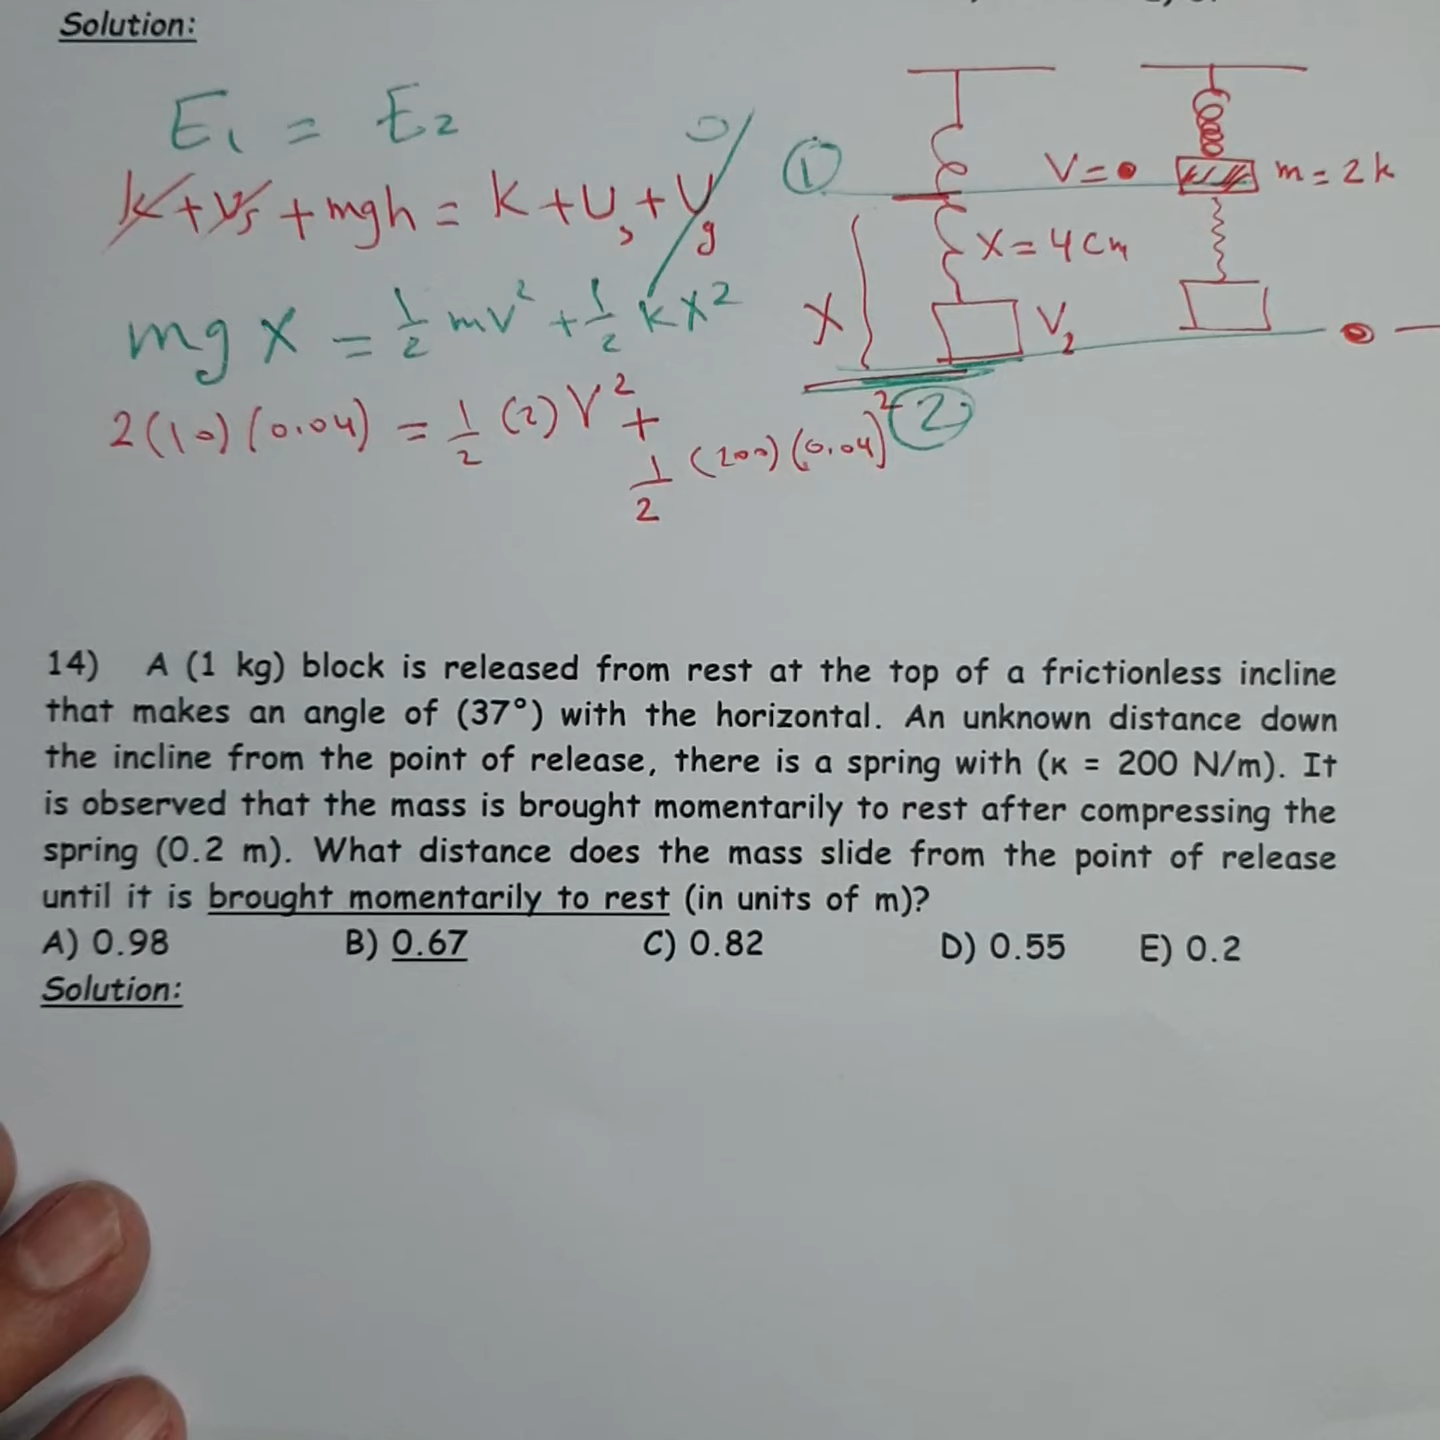 Solution:
E₁ = E₂
K + Us + mgh = K + Us + Ug 0
mg x = 1/2 mv² + 1/2 k x²
2(10)(0.04) = 1/2 (2) V² +
1/2 (200)(0.04)²
①
V = 0
m = 2k
X = 4 cm
X
V₂
②
14) A (1 kg) block is released from rest at the top of a frictionless incline
that makes an angle of (37°) with the horizontal. An unknown distance down
the incline from the point of release, there is a spring with (κ = 200 N/m). It
is observed that the mass is brought momentarily to rest after compressing the
spring (0.2 m). What distance does the mass slide from the point of release
until it is brought momentarily to rest (in units of m)?
A) 0.98 B) 0.67 C) 0.82 D) 0.55 E) 0.2
Solution: